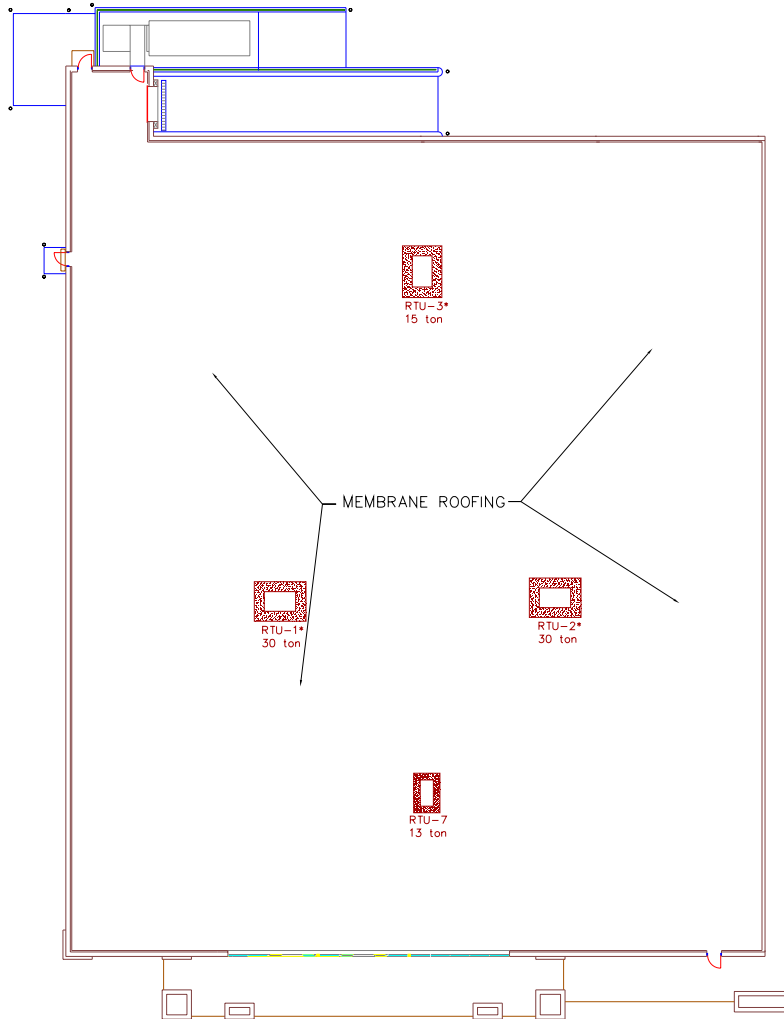 RTU-3*
15 ton
MEMBRANE ROOFING
RTU-1*
30 ton
RTU-2*
30 ton
RTU-7
13 ton